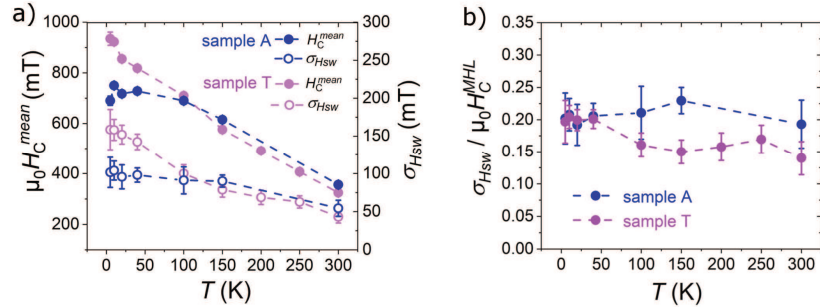 a)
b)
1000
800
600
400
200
μ₀H_C^mean (mT)
300
250
200
150
100
50
0
σ_Hsw (mT)
sample A
H_C^mean
σ_Hsw
sample T
H_C^mean
σ_Hsw
0 50 100 150 200 250 300
T (K)
0.35
0.30
0.25
0.20
0.15
0.10
0.05
0.00
σ_Hsw / μ₀H_C^MHL
sample A
sample T
0 50 100 150 200 250 300
T (K)